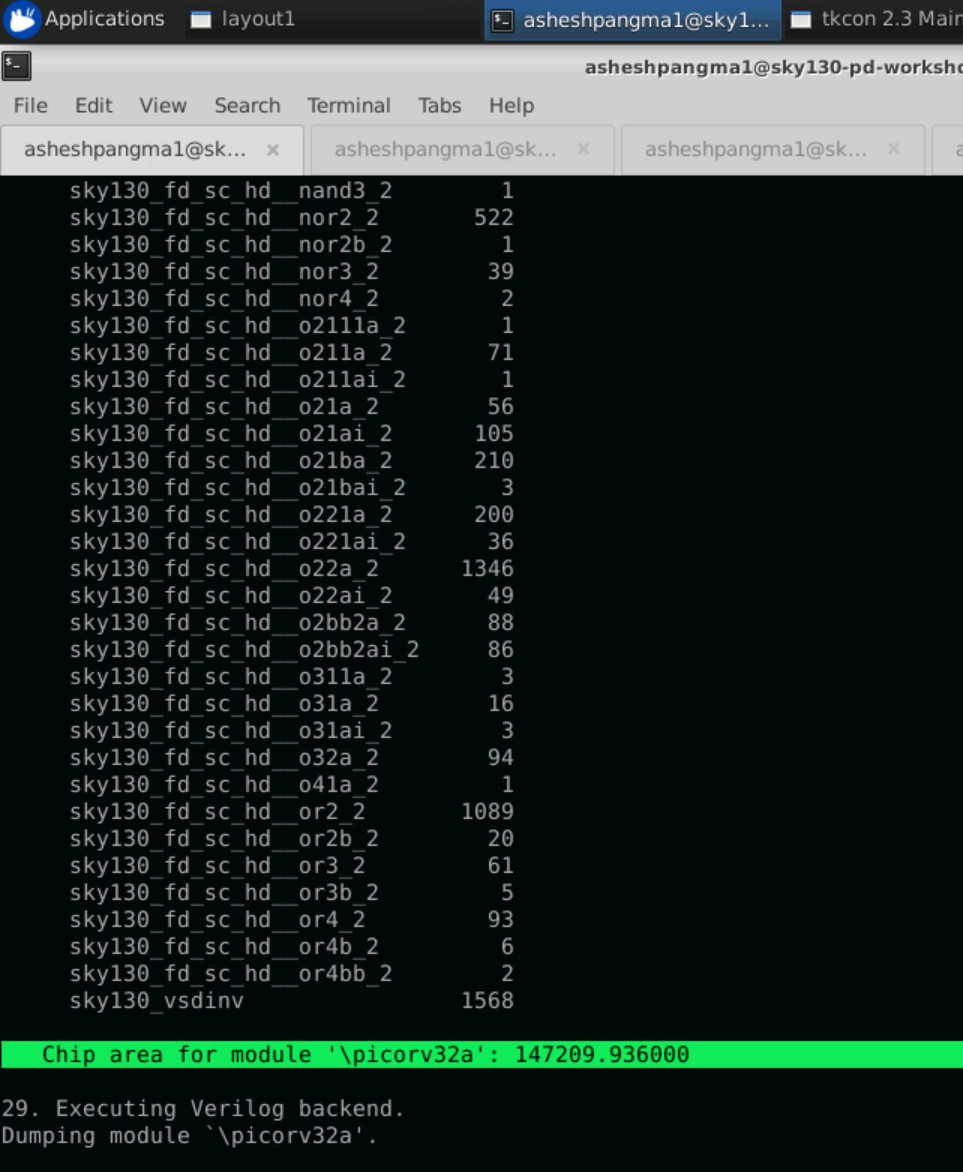 Applications layout1 asheshpangma1@sky1... tkcon 2.3 Main
asheshpangma1@sky130-pd-worksho
File Edit View Search Terminal Tabs Help
asheshpangma1@sk... × asheshpangma1@sk... × asheshpangma1@sk... × a
sky130_fd_sc_hd__nand3_2 1
sky130_fd_sc_hd__nor2_2 522
sky130_fd_sc_hd__nor2b_2 1
sky130_fd_sc_hd__nor3_2 39
sky130_fd_sc_hd__nor4_2 2
sky130_fd_sc_hd__o2111a_2 1
sky130_fd_sc_hd__o211a_2 71
sky130_fd_sc_hd__o211ai_2 1
sky130_fd_sc_hd__o21a_2 56
sky130_fd_sc_hd__o21ai_2 105
sky130_fd_sc_hd__o21ba_2 210
sky130_fd_sc_hd__o21bai_2 3
sky130_fd_sc_hd__o221a_2 200
sky130_fd_sc_hd__o221ai_2 36
sky130_fd_sc_hd__o22a_2 1346
sky130_fd_sc_hd__o22ai_2 49
sky130_fd_sc_hd__o2bb2a_2 88
sky130_fd_sc_hd__o2bb2ai_2 86
sky130_fd_sc_hd__o311a_2 3
sky130_fd_sc_hd__o31a_2 16
sky130_fd_sc_hd__o31ai_2 3
sky130_fd_sc_hd__o32a_2 94
sky130_fd_sc_hd__o41a_2 1
sky130_fd_sc_hd__or2_2 1089
sky130_fd_sc_hd__or2b_2 20
sky130_fd_sc_hd__or3_2 61
sky130_fd_sc_hd__or3b_2 5
sky130_fd_sc_hd__or4_2 93
sky130_fd_sc_hd__or4b_2 6
sky130_fd_sc_hd__or4bb_2 2
sky130_vsdinv 1568
Chip area for module '\picorv32a': 147209.936000
29. Executing Verilog backend.
Dumping module `\picorv32a'.